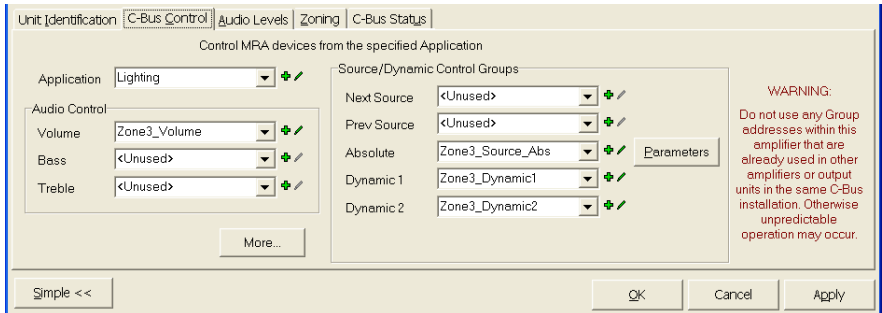 Unit Identification C-Bus Control Audio Levels Zoning C-Bus Status
Control MRA devices from the specified Application
Application Lighting
Audio Control
Volume Zone3_Volume
Bass <Unused>
Treble <Unused>
More...
Source/Dynamic Control Groups
Next Source <Unused>
Prev Source <Unused>
Absolute Zone3_Source_Abs
Parameters
Dynamic 1 Zone3_Dynamic1
Dynamic 2 Zone3_Dynamic2
WARNING:
Do not use any Group
addresses within this
amplifier that are
already used in other
amplifiers or output
units in the same C-Bus
installation. Otherwise
unpredictable
operation may occur.
Simple << OK Cancel Apply